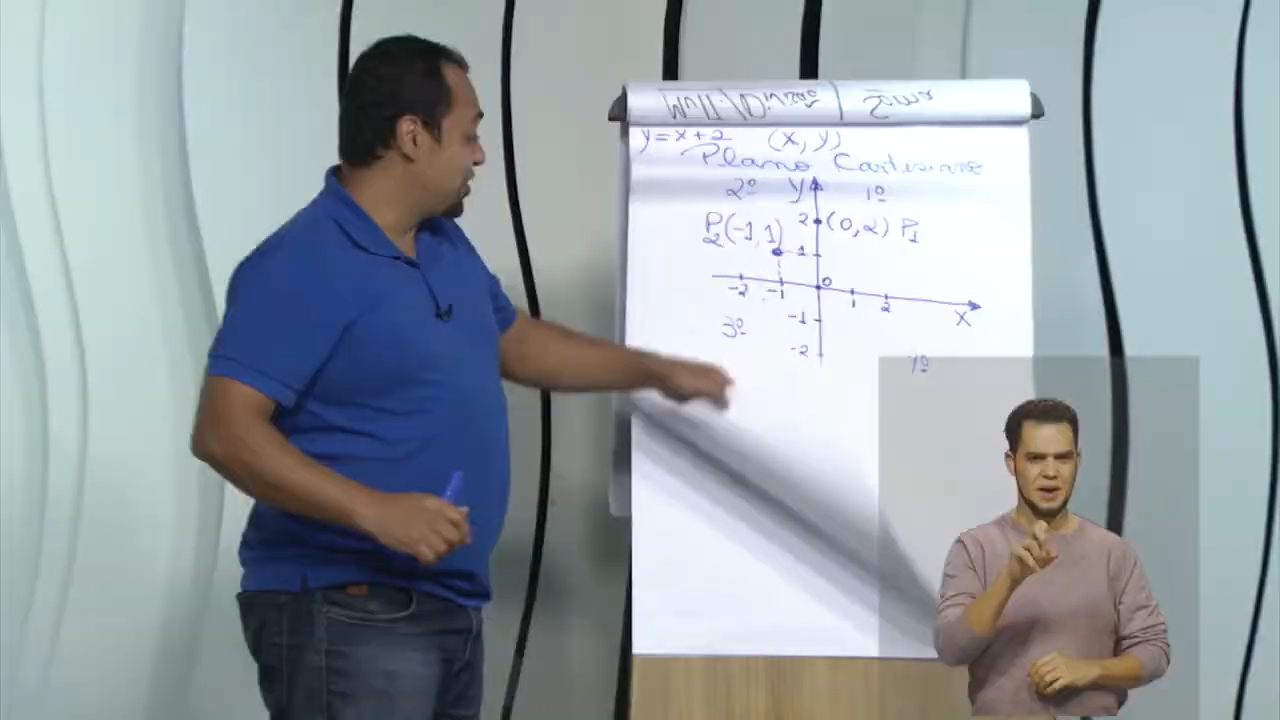 y = x + 2 (x, y)
Plano Cartesiano
2º y 1º
P2 (-1, 1) 2 (0, 2) P1
1
-2 -1 0 1 2
x
-1
3º
-2
4º